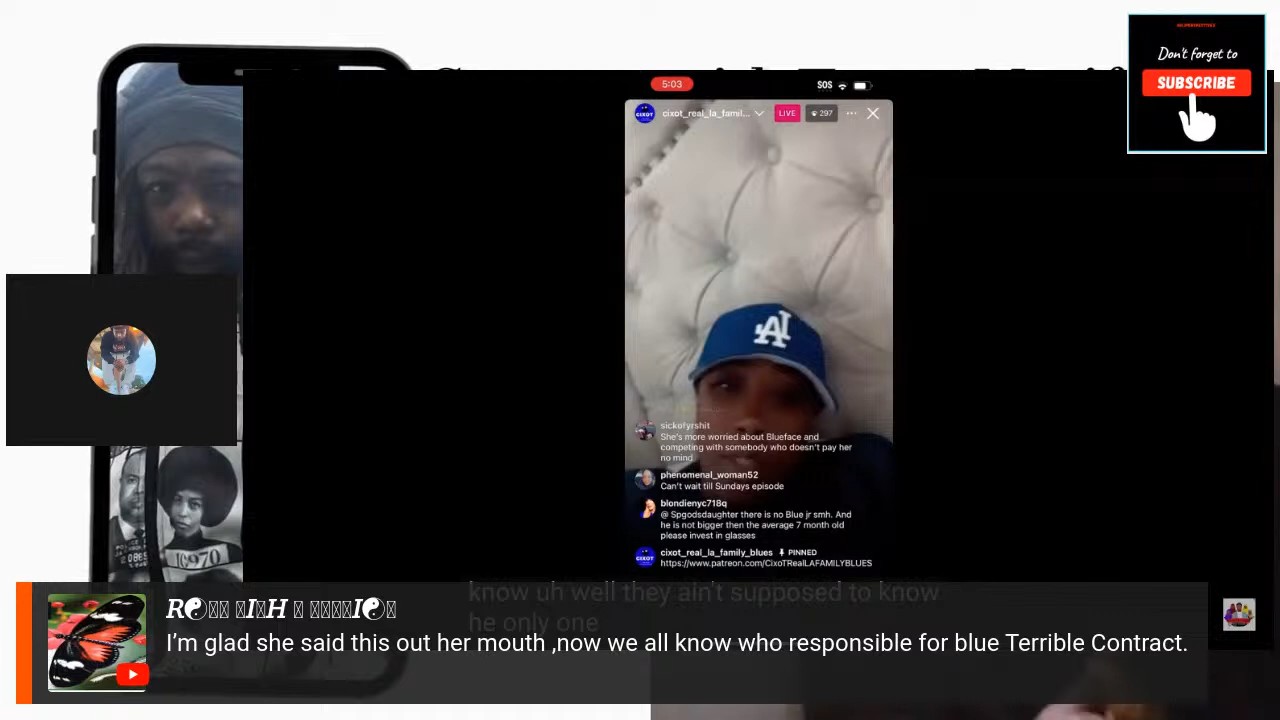 Don't forget to
SUBSCRIBE
5:03
SOS
CIXOT
cixot_real_la_famil...
LIVE
297
sickofyrshit
She's more worried about Blueface and
competing with somebody who doesn't pay her
no mind
phenomenal_woman52
Can't wait till Sundays episode
blondienyc718q
@ Spgodsdaughter there is no Blue jr smh. And
he is not bigger then the average 7 month old
please invest in glasses
CIXOT
cixot_real_la_family_blues PINNED
https://www.patreon.com/CixoTRealLAFAMILYBLUES
know uh well they ain't supposed to know
he only one
I'm glad she said this out her mouth ,now we all know who responsible for blue Terrible Contract.